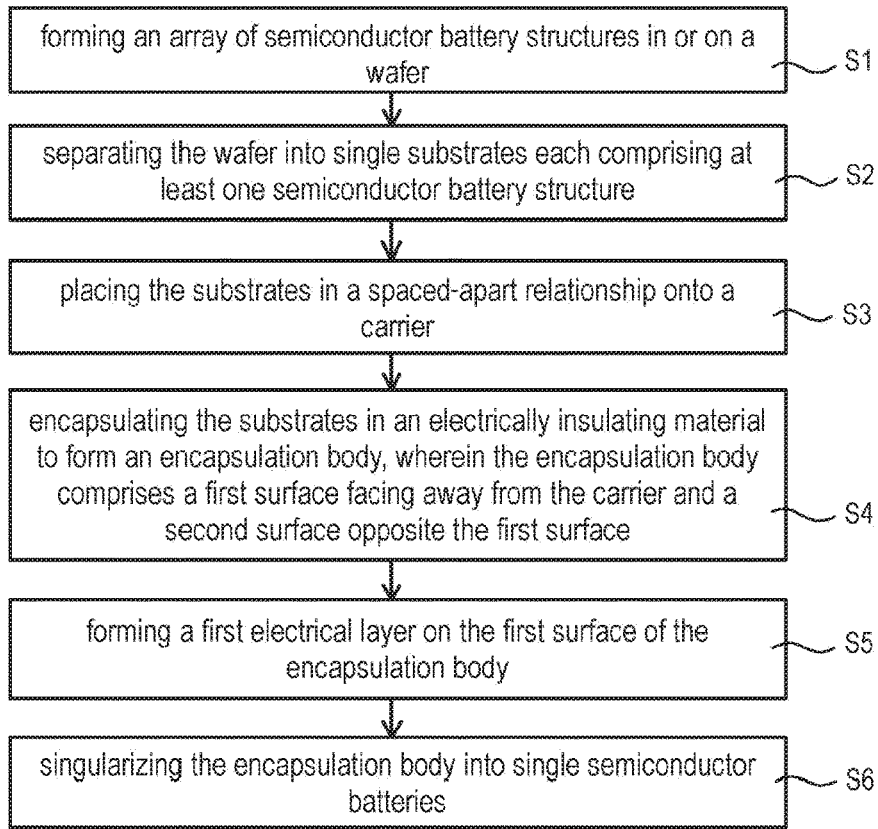 forming an array of semiconductor battery structures in or on a
wafer
S1
separating the wafer into single substrates each comprising at
least one semiconductor battery structure
S2
placing the substrates in a spaced-apart relationship onto a
carrier
S3
encapsulating the substrates in an electrically insulating material
to form an encapsulation body, wherein the encapsulation body
comprises a first surface facing away from the carrier and a
second surface opposite the first surface
S4
forming a first electrical layer on the first surface of the
encapsulation body
S5
singularizing the encapsulation body into single semiconductor
batteries
S6